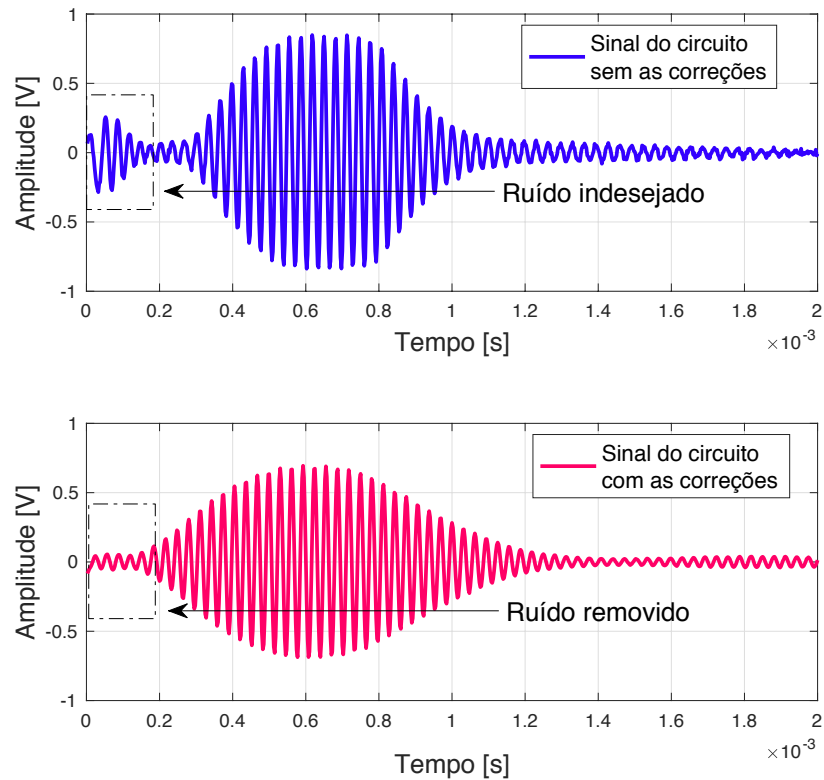 1
0.5
0
-0.5
-1
Amplitude [V]
Sinal do circuito
sem as correções
Ruído indesejado
0 0.2 0.4 0.6 0.8 1 1.2 1.4 1.6 1.8 2
Tempo [s]
×10-3
1
0.5
0
-0.5
-1
Amplitude [V]
Sinal do circuito
com as correções
Ruído removido
0 0.2 0.4 0.6 0.8 1 1.2 1.4 1.6 1.8 2
Tempo [s]
×10-3